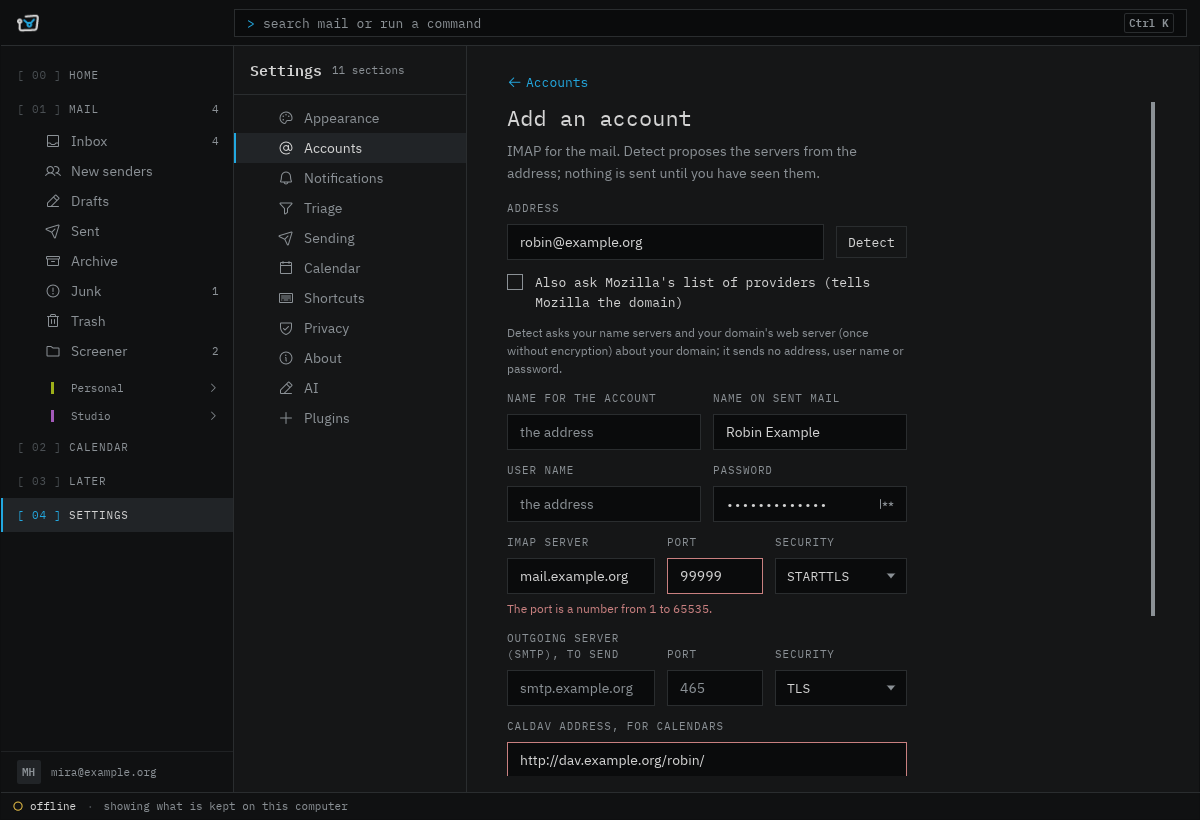 > search mail or run a command
Ctrl K
[ 00 ] HOME
[ 01 ] MAIL 4
Inbox 4
New senders
Drafts
Sent
Archive
Junk 1
Trash
Screener 2
Personal
Studio
[ 02 ] CALENDAR
[ 03 ] LATER
[ 04 ] SETTINGS
MH mira@example.org
Settings 11 sections
Appearance
Accounts
Notifications
Triage
Sending
Calendar
Shortcuts
Privacy
About
AI
Plugins
← Accounts
Add an account
IMAP for the mail. Detect proposes the servers from the
address; nothing is sent until you have seen them.
ADDRESS
robin@example.org Detect
Also ask Mozilla's list of providers (tells
Mozilla the domain)
Detect asks your name servers and your domain's web server (once
without encryption) about your domain; it sends no address, user name or
password.
NAME FOR THE ACCOUNT NAME ON SENT MAIL
the address Robin Example
USER NAME PASSWORD
the address ••••••••••••• |**
IMAP SERVER PORT SECURITY
mail.example.org 99999 STARTTLS
The port is a number from 1 to 65535.
OUTGOING SERVER
(SMTP), TO SEND PORT SECURITY
smtp.example.org 465 TLS
CALDAV ADDRESS, FOR CALENDARS
http://dav.example.org/robin/
offline · showing what is kept on this computer